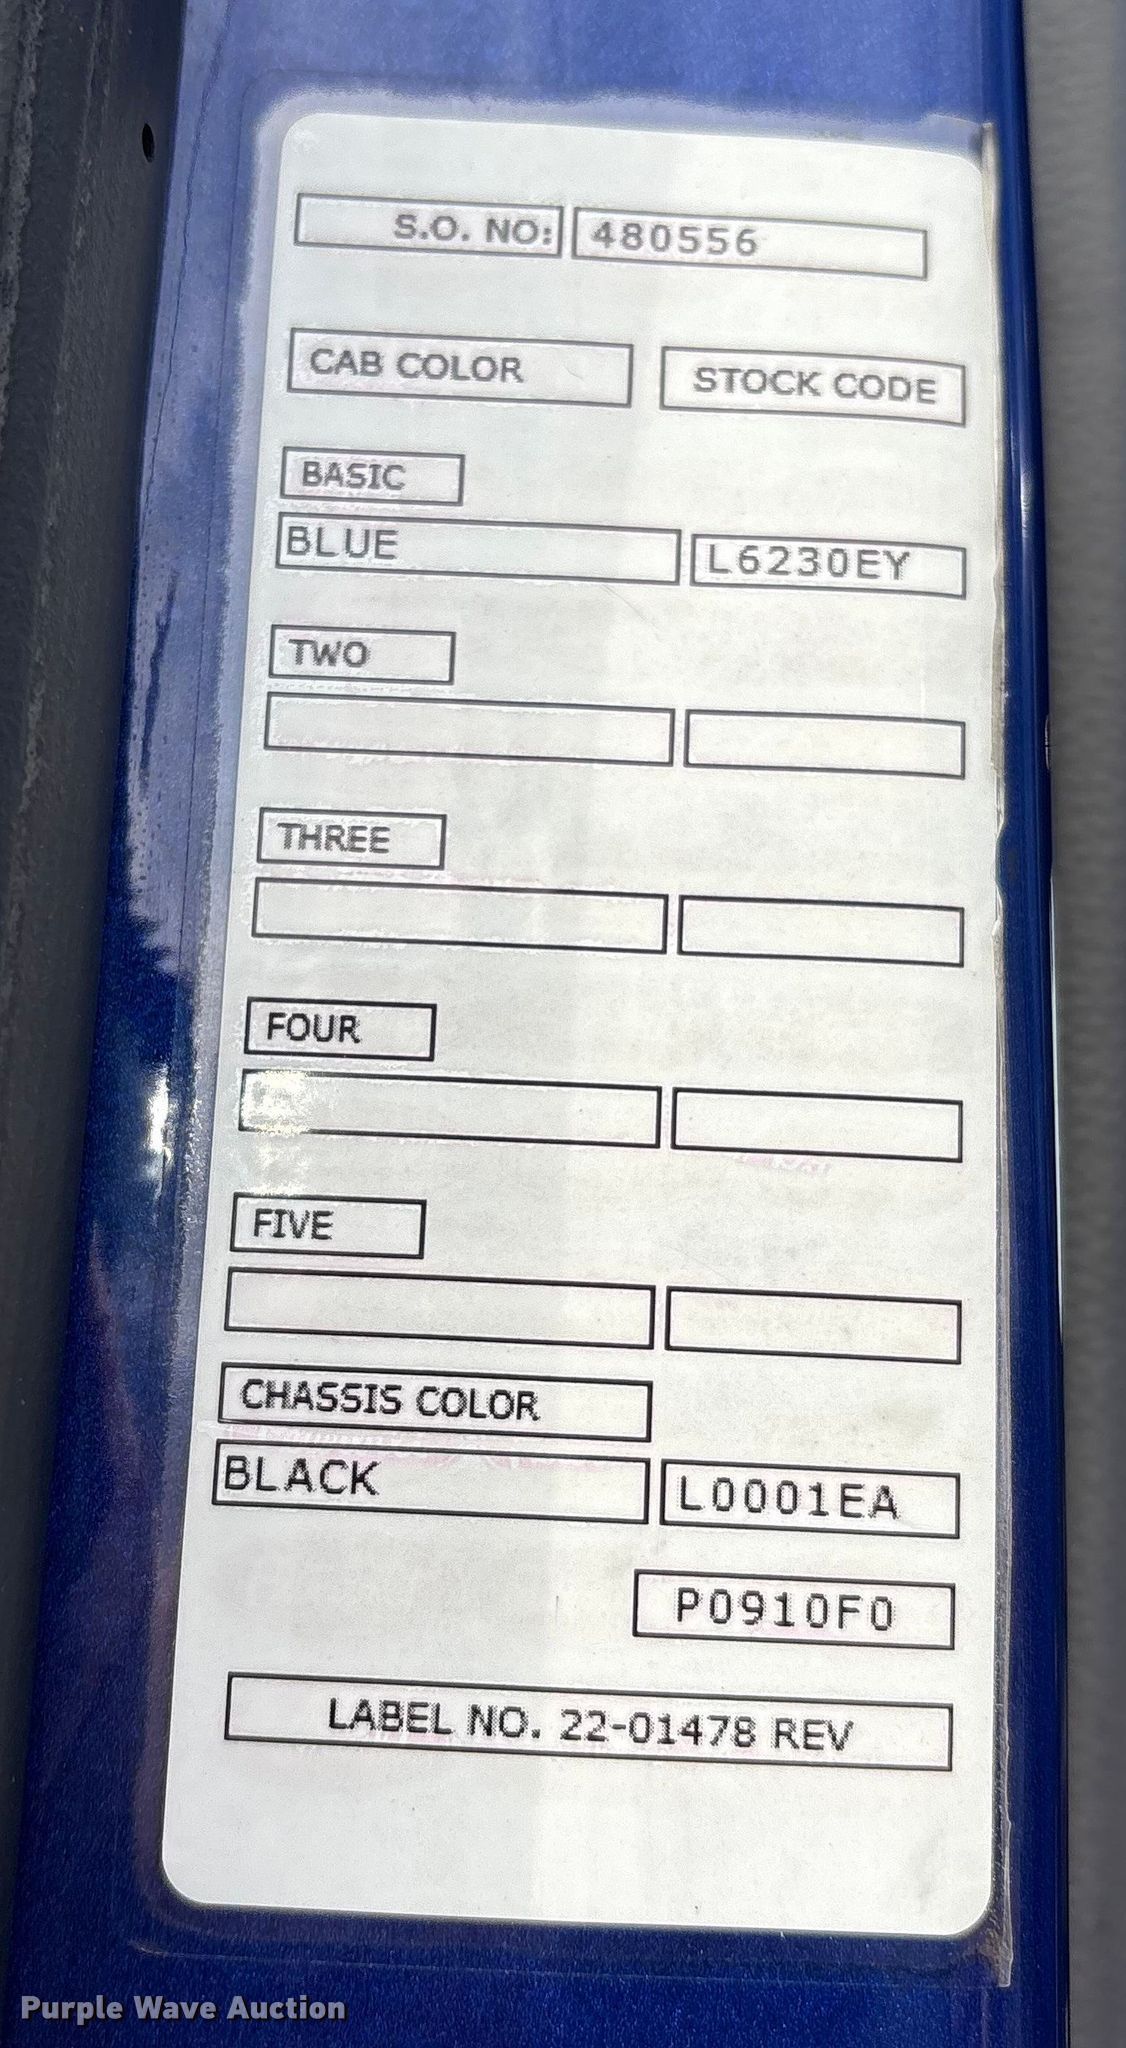 S.O. NO: 480556
CAB COLOR STOCK CODE
BASIC
BLUE L6230EY
TWO
THREE
FOUR
FIVE
CHASSIS COLOR
BLACK L0001EA
P0910F0
LABEL NO. 22-01478 REV
Purple Wave Auction